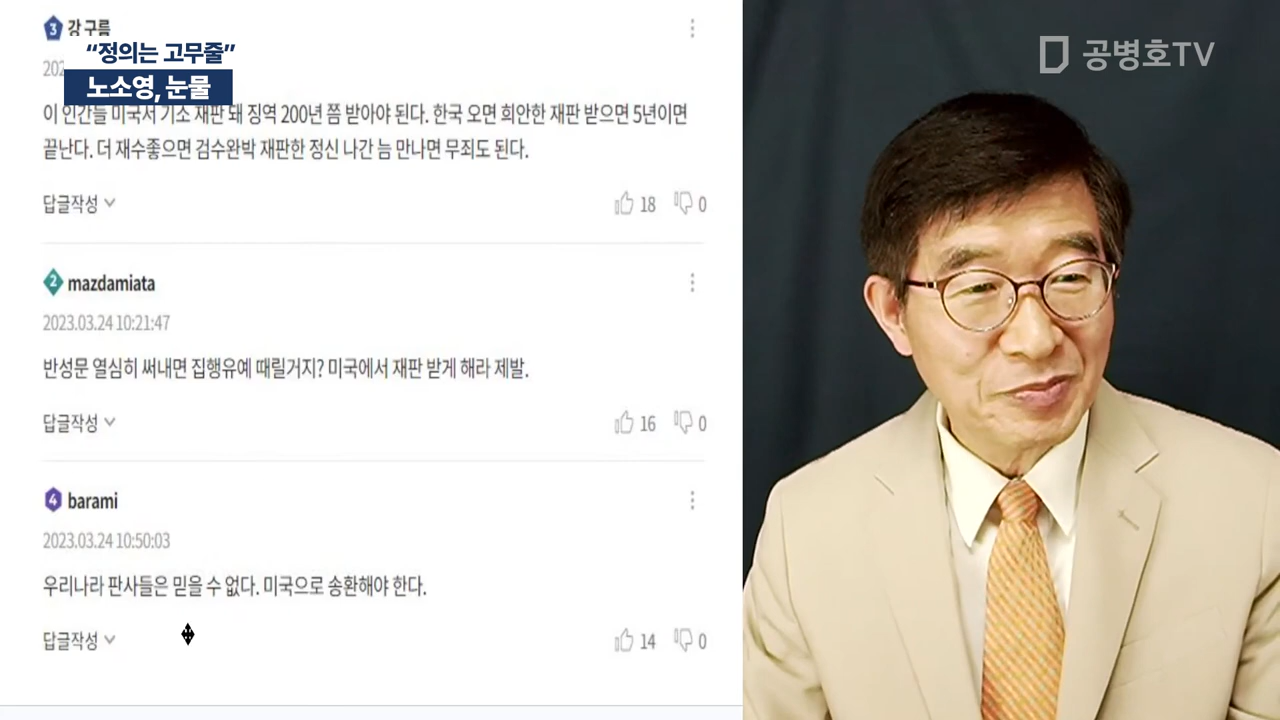 3 강 구름
“정의는 고무줄”
202
노소영, 눈물
이 인간들 미국서 기소 재판 돼 징역 200년 쯤 받아야 된다. 한국 오면 희안한 재판 받으면 5년이면
끝난다. 더 재수좋으면 검수완박 재판한 정신 나간 놈 만나면 무죄도 된다.
답글작성
18 0
2 mazdamiata
2023.03.24 10:21:47
반성문 열심히 써내면 집행유예 때릴거지? 미국에서 재판 받게 해라 제발.
답글작성
16 0
4 barami
2023.03.24 10:50:03
우리나라 판사들은 믿을 수 없다. 미국으로 송환해야 한다.
답글작성
14 0
공병호TV